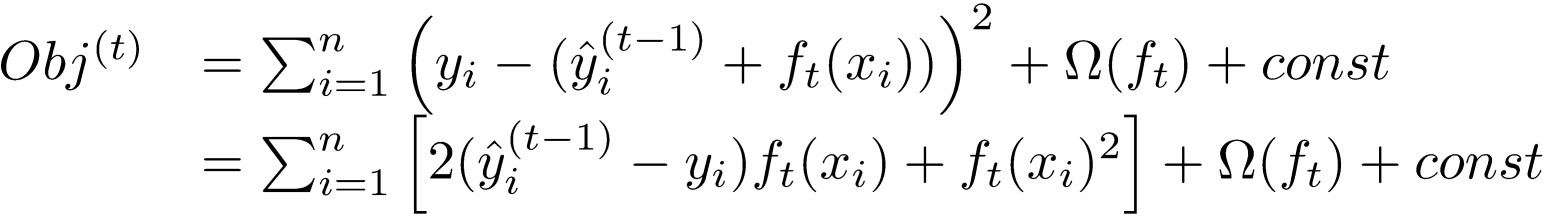 Obj^{(t)} = \sum_{i=1}^{n} \left( y_i - (\hat{y}_i^{(t-1)} + f_t(x_i)) \right)^2 + \Omega(f_t) + const
= \sum_{i=1}^{n} \left[ 2(\hat{y}_i^{(t-1)} - y_i) f_t(x_i) + f_t(x_i)^2 \right] + \Omega(f_t) + const